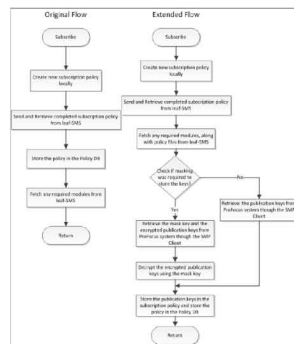 Original Flow
Subscribe
Create new subscription policy
locally
Send and Retrieve completed subscription policy
from leaf-SMS
Store the policy in the Policy DB
Fetch any required modules from
leaf-SMS
Return
Extended Flow
Subscribe
Create new subscription policy
locally
Send and Retrieve completed subscription policy
from leaf-SMS
Fetch any required modules, along
with policy files from leaf-SMS
Check if masking
was required to
share the keys?
No
Yes
Retrieve the publication keys from
system though the
Client
Retrieve the mask key and the
encrypted publication keys from
system though the
Client
Decrypt the encrypted publication
keys using the mask key
Store the publication keys in the
subscription policy and store the
policy in the Policy DB
Return